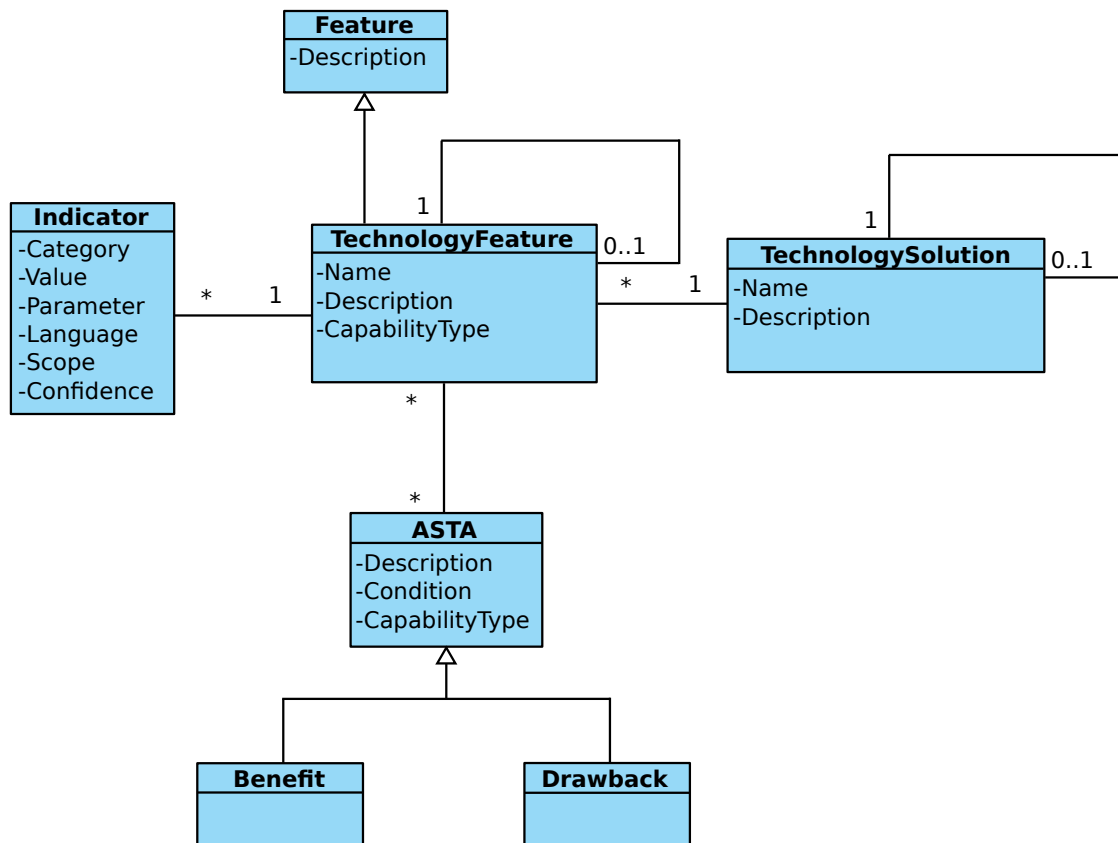 Feature
-Description
1
Indicator
-Category
-Value
-Parameter
-Language
-Scope
-Confidence
*
1
TechnologyFeature
-Name
-Description
-CapabilityType
0..1
*
1
1
TechnologySolution
-Name
-Description
0..1
*
*
ASTA
-Description
-Condition
-CapabilityType
Benefit
Drawback